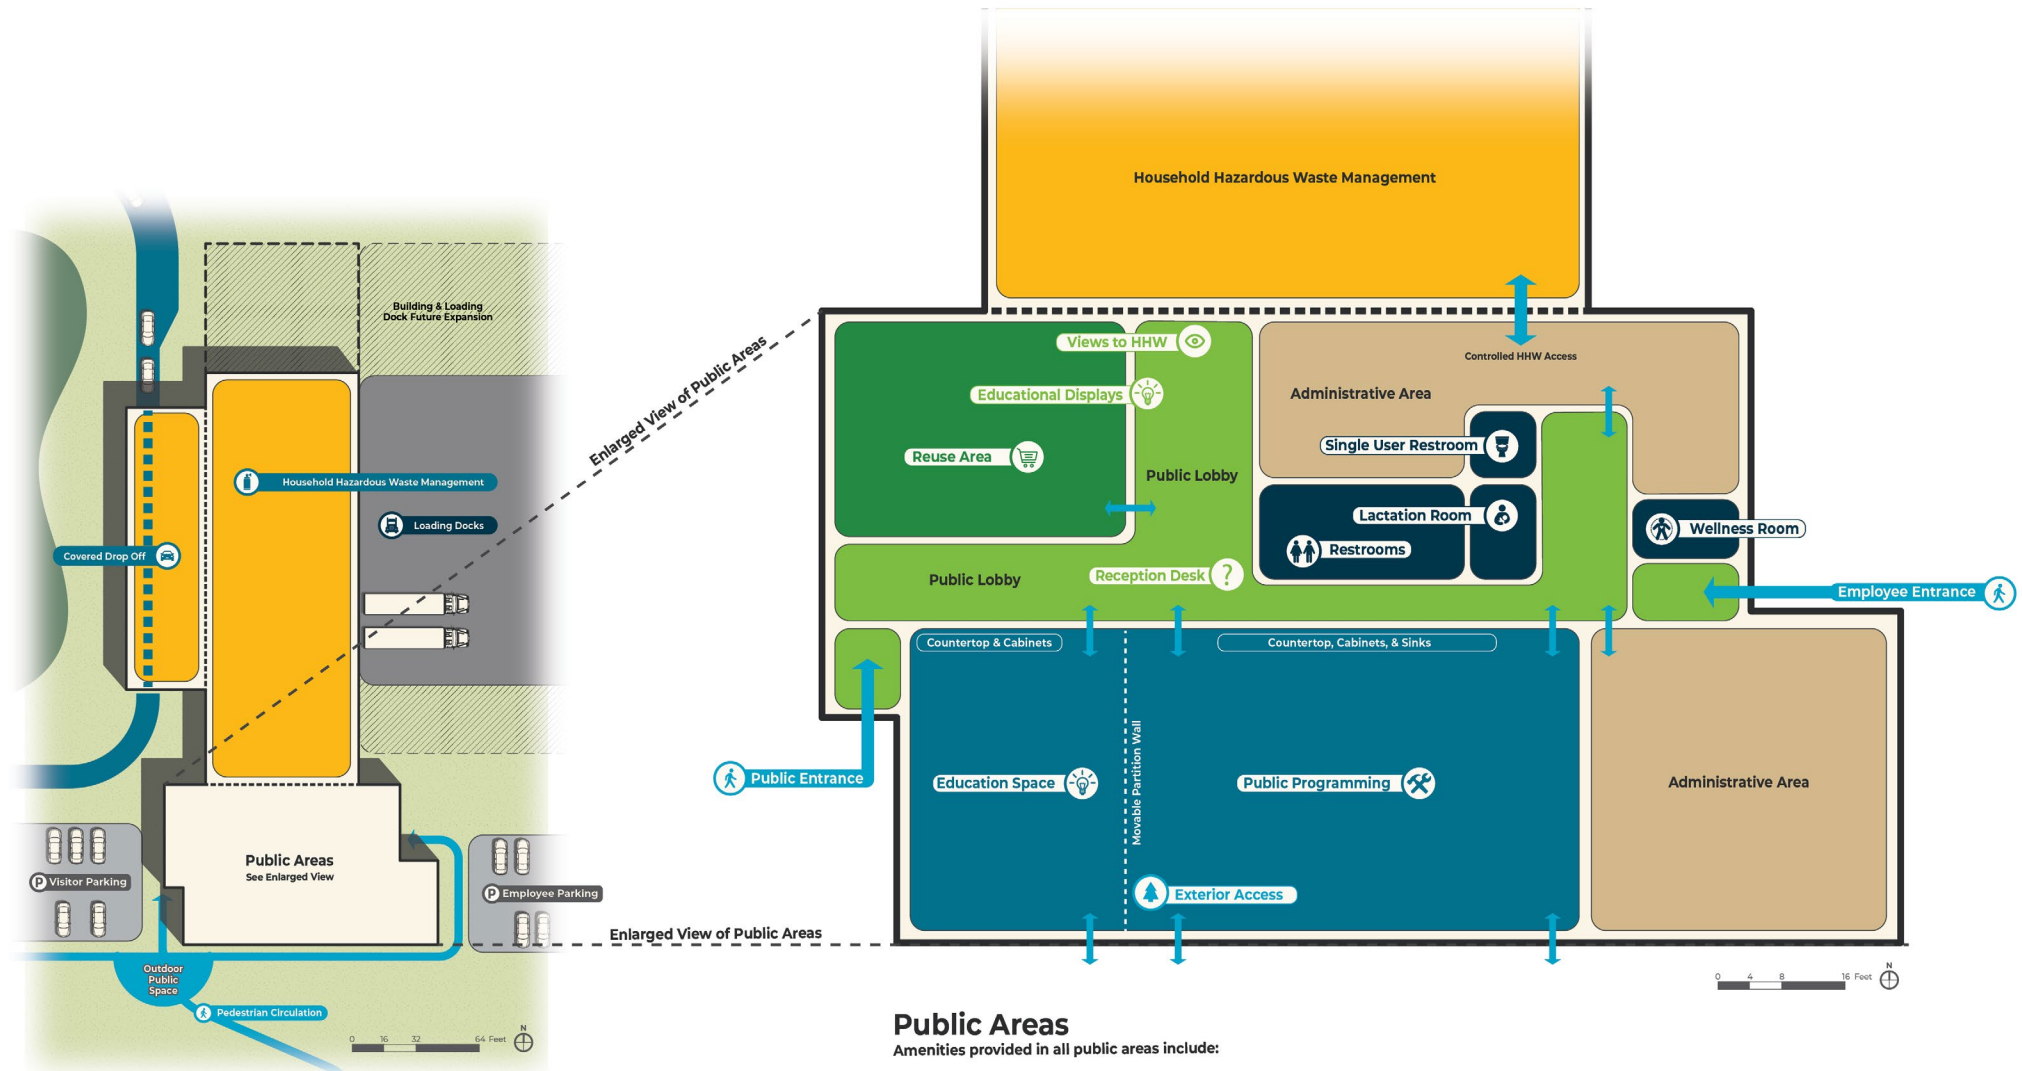 Building & Loading
Dock Future Expansion
Household Hazardous Waste Management
Loading Docks
Covered Drop Off
Public Areas
See Enlarged View
P Visitor Parking
P Employee Parking
Outdoor
Public
Space
Pedestrian Circulation
0 16 32 64 Feet
N
Enlarged View of Public Areas
Enlarged View of Public Areas
Household Hazardous Waste Management
Views to HHW
Controlled HHW Access
Educational Displays
Administrative Area
Single User Restroom
Reuse Area
Public Lobby
Lactation Room
Wellness Room
Restrooms
Public Lobby
Reception Desk ?
Employee Entrance
Countertop & Cabinets
Countertop, Cabinets, & Sinks
Movable Partition Wall
Public Entrance
Education Space
Public Programming
Administrative Area
Exterior Access
0 4 8 16 Feet
N
Public Areas
Amenities provided in all public areas include: